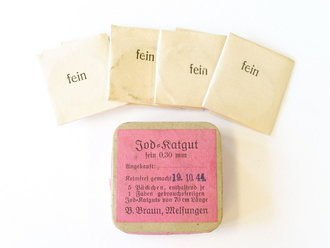 fein
fein
fein
fein
Jod-Katgut
fein 0,30 mm
Angekauft:
Keimfrei gemacht 19. 10. 44.
5 Päckchen, enthaltend je
1 Faden gebrauchsfertigen
Jod-Katguts von 70 cm Länge
B. Braun, Melsungen